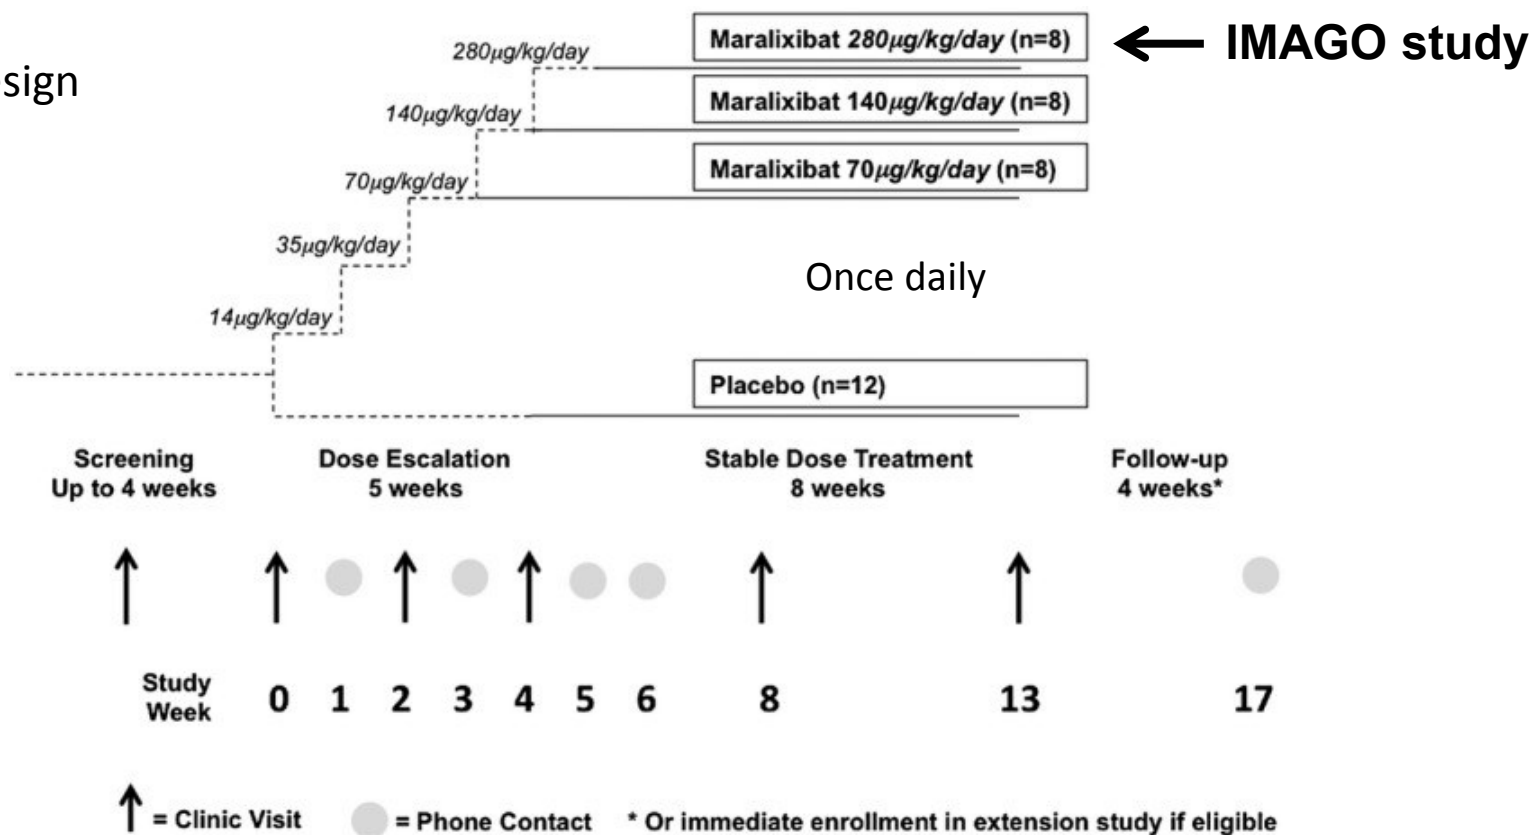 sign
280μg/kg/day
Maralixibat 280μg/kg/day (n=8)
IMAGO study
140μg/kg/day
Maralixibat 140μg/kg/day (n=8)
70μg/kg/day
Maralixibat 70μg/kg/day (n=8)
35μg/kg/day
Once daily
14μg/kg/day
Placebo (n=12)
Screening
Up to 4 weeks
Dose Escalation
5 weeks
Stable Dose Treatment
8 weeks
Follow-up
4 weeks*
Study
Week
0 1 2 3 4 5 6 8 13 17
= Clinic Visit
= Phone Contact
* Or immediate enrollment in extension study if eligible